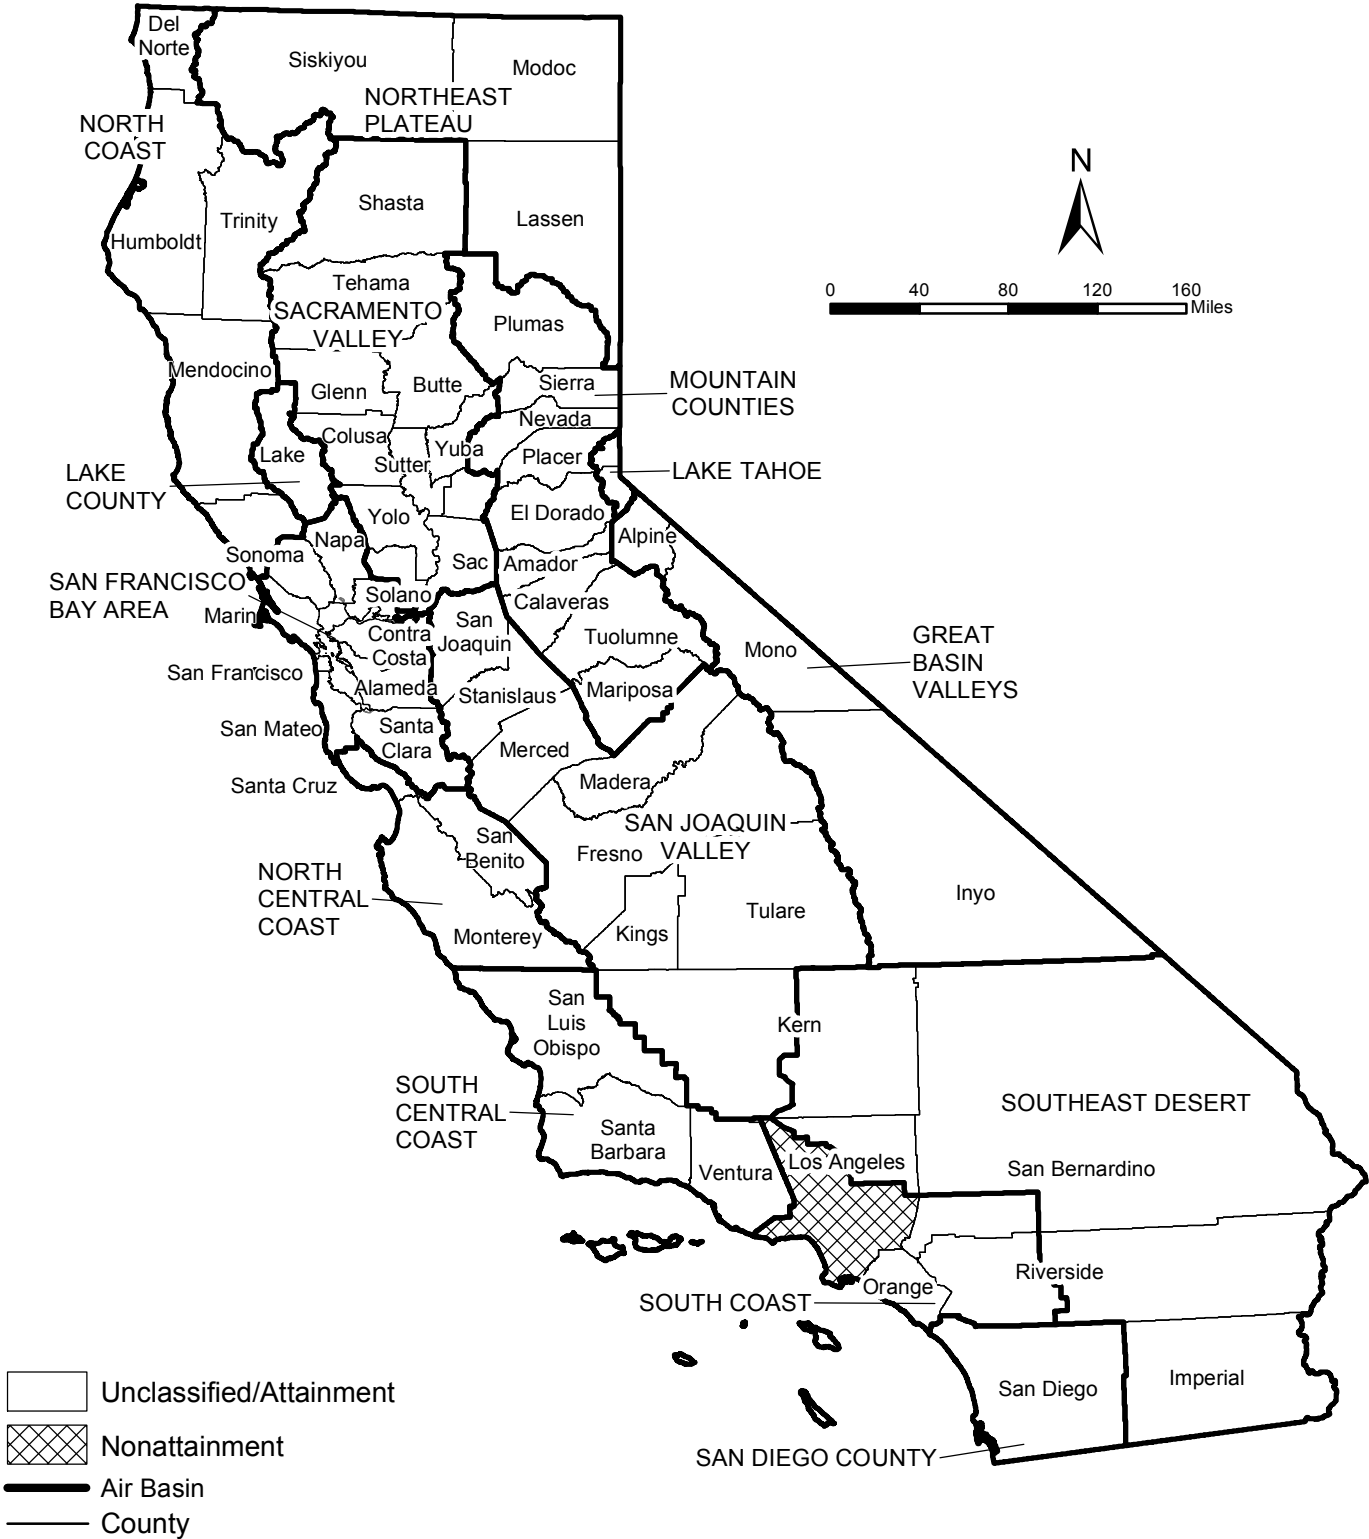 Del
Norte
Siskiyou
Modoc
NORTHEAST
PLATEAU
NORTH
COAST
N
Shasta
Trinity
Lassen
Humboldt
Tehama
0 40 80 120 160
Miles
SACRAMENTO
VALLEY
Plumas
Mendocino
Glenn
Butte
Sierra
MOUNTAIN
COUNTIES
Nevada
Colusa
Yuba
Lake
Sutter
Placer
LAKE TAHOE
LAKE
COUNTY
Yolo
El Dorado
Napa
Alpine
Sonoma
Sac
Amador
SAN FRANCISCO
BAY AREA
Solano
Calaveras
Marin
San
Joaquin
Contra
Costa
Tuolumne
GREAT
BASIN
VALLEYS
Mono
San Francisco
Alameda
Stanislaus
Mariposa
San Mateo
Santa
Clara
Merced
Santa Cruz
Madera
SAN JOAQUIN
VALLEY
San
Benito
Fresno
NORTH
CENTRAL
COAST
Inyo
Tulare
Monterey
Kings
San
Luis
Obispo
Kern
SOUTH
CENTRAL
COAST
SOUTHEAST DESERT
Santa
Barbara
Ventura
Los Angeles
San Bernardino
Riverside
Orange
SOUTH COAST
San Diego
Imperial
SAN DIEGO COUNTY
Unclassified/Attainment
Nonattainment
Air Basin
County